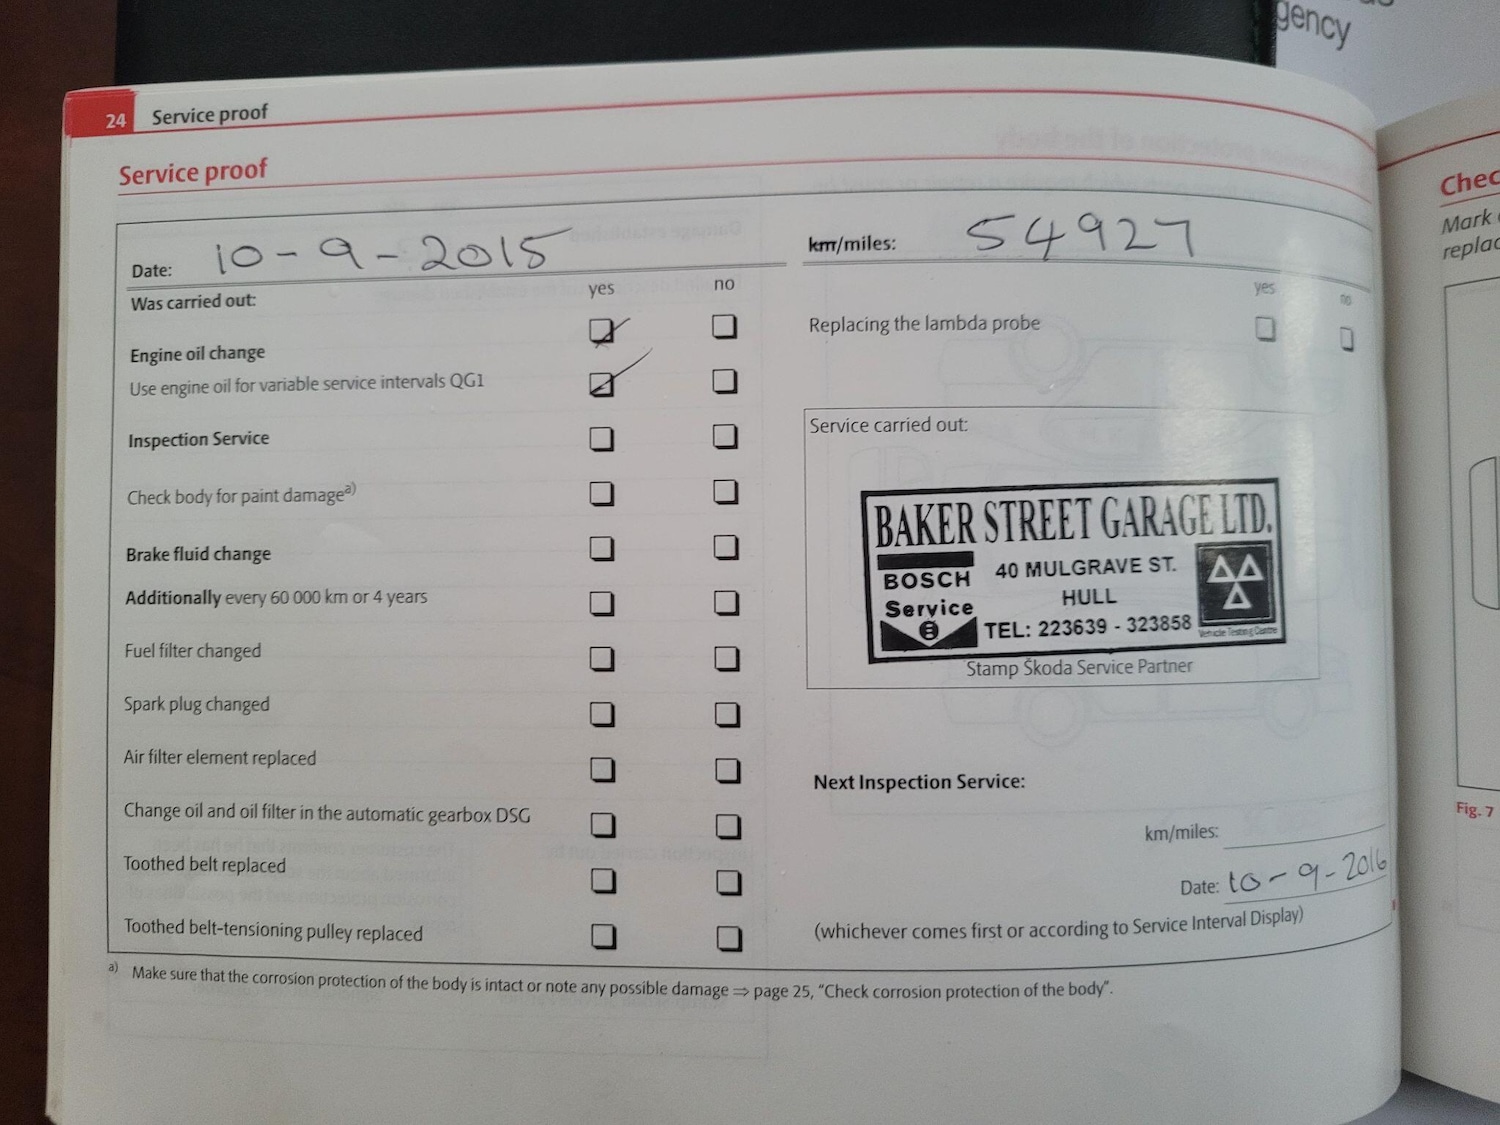 gency
24 Service proof
Service proof
Date: 10-9-2015
km/miles: 54927
Was carried out: yes no
yes no
Engine oil change
Use engine oil for variable service intervals QG1
Inspection Service
Check body for paint damage a)
Brake fluid change
Additionally every 60 000 km or 4 years
Fuel filter changed
Spark plug changed
Air filter element replaced
Change oil and oil filter in the automatic gearbox DSG
Toothed belt replaced
Toothed belt-tensioning pulley replaced
Replacing the lambda probe
Service carried out:
BAKER STREET GARAGE LTD.
BOSCH
Service
40 MULGRAVE ST.
HULL
TEL: 223639 - 323858
Vehicle Testing Centre
Stamp Škoda Service Partner
Next Inspection Service:
km/miles:
Date: 10-9-2016
(whichever comes first or according to Service Interval Display)
a) Make sure that the corrosion protection of the body is intact or note any possible damage ⇒ page 25, “Check corrosion protection of the body”.
Chec
Mark
replac
Fig. 7